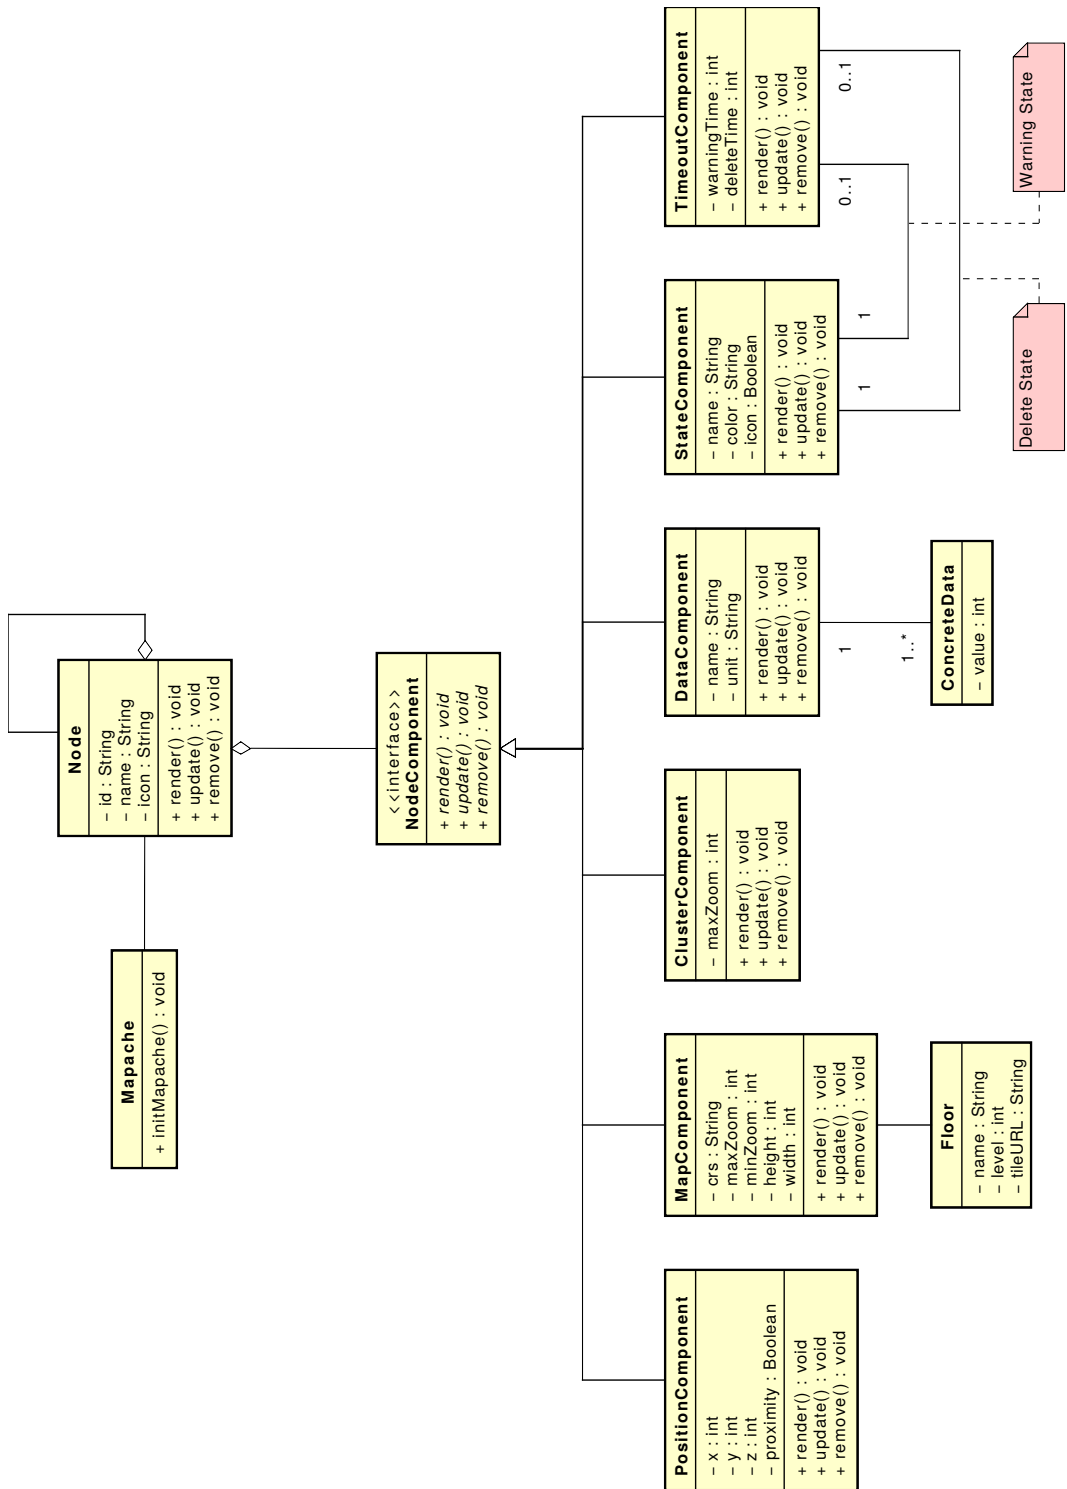 Mapache
+ initMapache() : void
Node
– id : String
– name : String
– icon : String
+ render() : void
+ update() : void
+ remove() : void
<<interface>>
NodeComponent
+ render() : void
+ update() : void
+ remove() : void
PositionComponent
– x : int
– y : int
– z : int
– proximity : Boolean
+ render() : void
+ update() : void
+ remove() : void
MapComponent
– crs : String
– maxZoom : int
– minZoom : int
– height : int
– width : int
+ render() : void
+ update() : void
+ remove() : void
ClusterComponent
– maxZoom : int
+ render() : void
+ update() : void
+ remove() : void
DataComponent
– name : String
– unit : String
+ render() : void
+ update() : void
+ remove() : void
StateComponent
– name : String
– color : String
– icon : Boolean
+ render() : void
+ update() : void
+ remove() : void
TimeoutComponent
– warningTime : int
– deleteTime : int
+ render() : void
+ update() : void
+ remove() : void
1
1..*
1
1
0..1
0..1
Floor
– name : String
– level : int
– tileURL : String
ConcreteData
– value : int
Delete State
Warning State